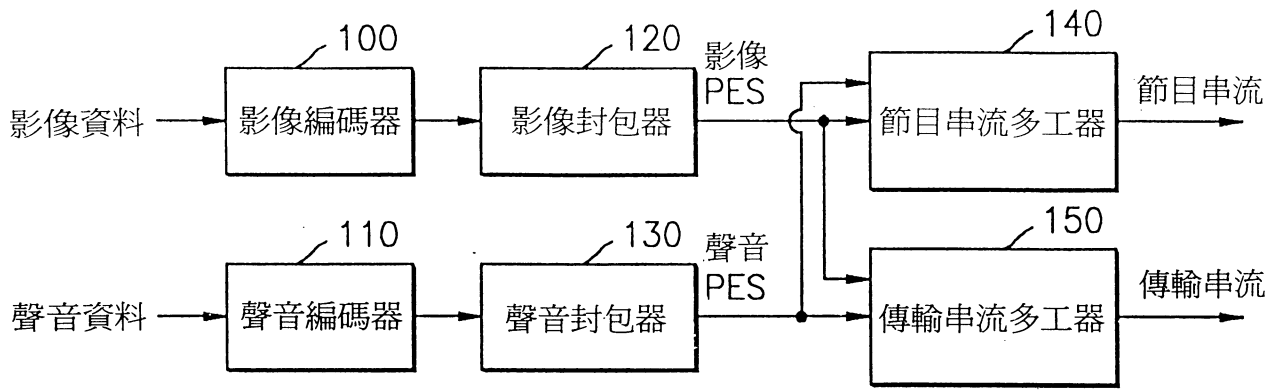 100
120
影像
PES
140
影像資料
影像編碼器
影像封包器
節目串流多工器
節目串流
110
130
聲音
PES
150
聲音資料
聲音編碼器
聲音封包器
傳輸串流多工器
傳輸串流